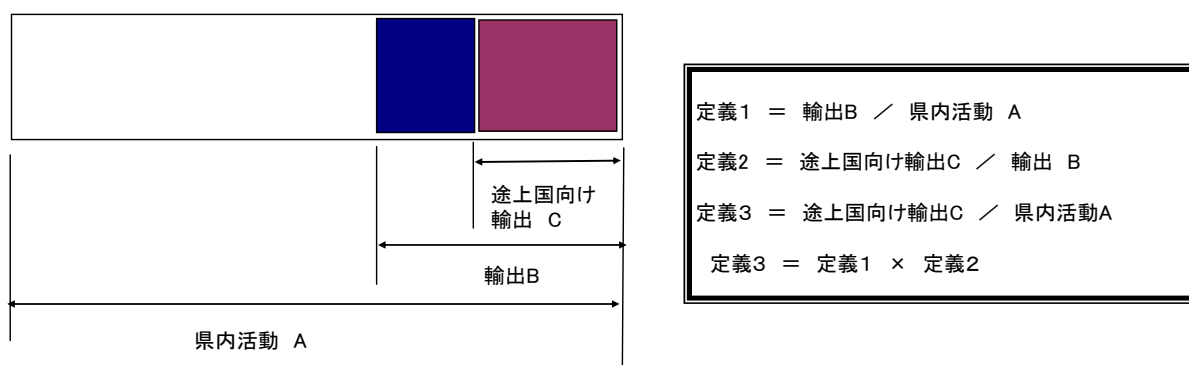 途上国向け
輸出 C
輸出B
県内活動 A
定義1 ＝ 輸出B ／ 県内活動 A
定義2 ＝ 途上国向け輸出C ／ 輸出 B
定義3 ＝ 途上国向け輸出C ／ 県内活動A
定義3 ＝ 定義1 × 定義2